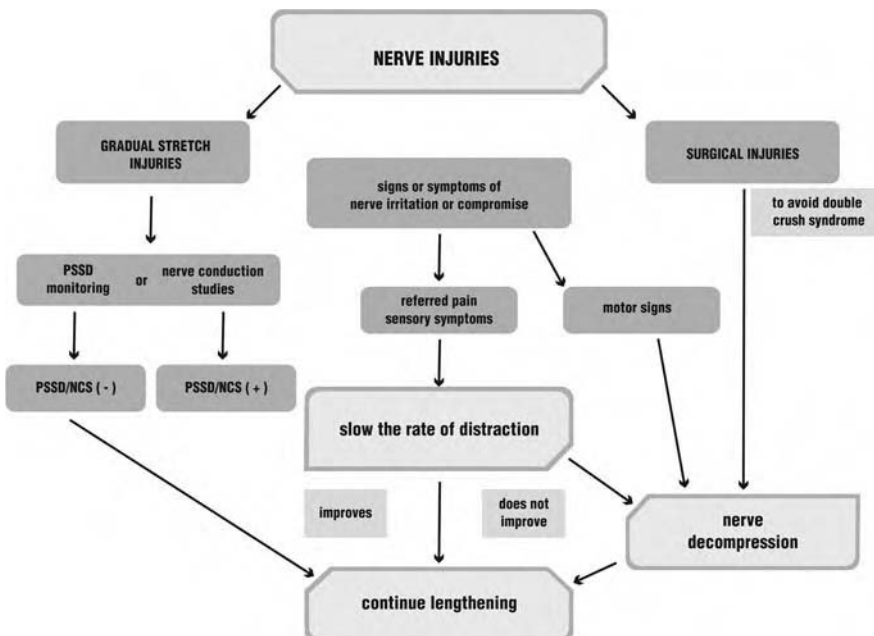 NERVE INJURIES
GRADUAL STRETCH
INJURIES
SURGICAL INJURIES
signs or symptoms of
nerve irritation or compromise
to avoid double
crush syndrome
PSSD
monitoring
or
nerve conduction
studies
referred pain
sensory symptoms
motor signs
PSSD/NCS ( - )
PSSD/NCS ( + )
slow the rate of distraction
improves
does not
improve
nerve
decompression
continue lengthening